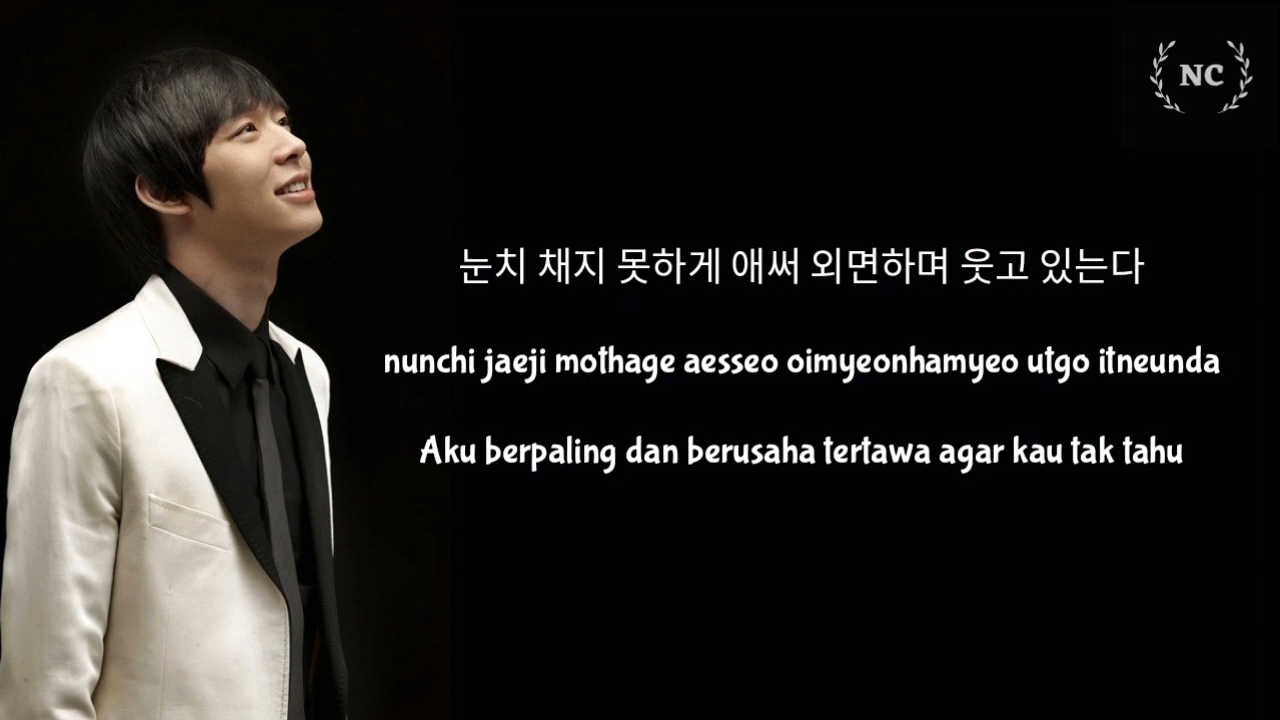 NC
눈치 채지 못하게 애써 외면하며 웃고 있는다
nunchi jaeji mothage aesseo oimyeonhamyeo utgo itneunda
Aku berpaling dan berusaha tertawa agar kau tak tahu